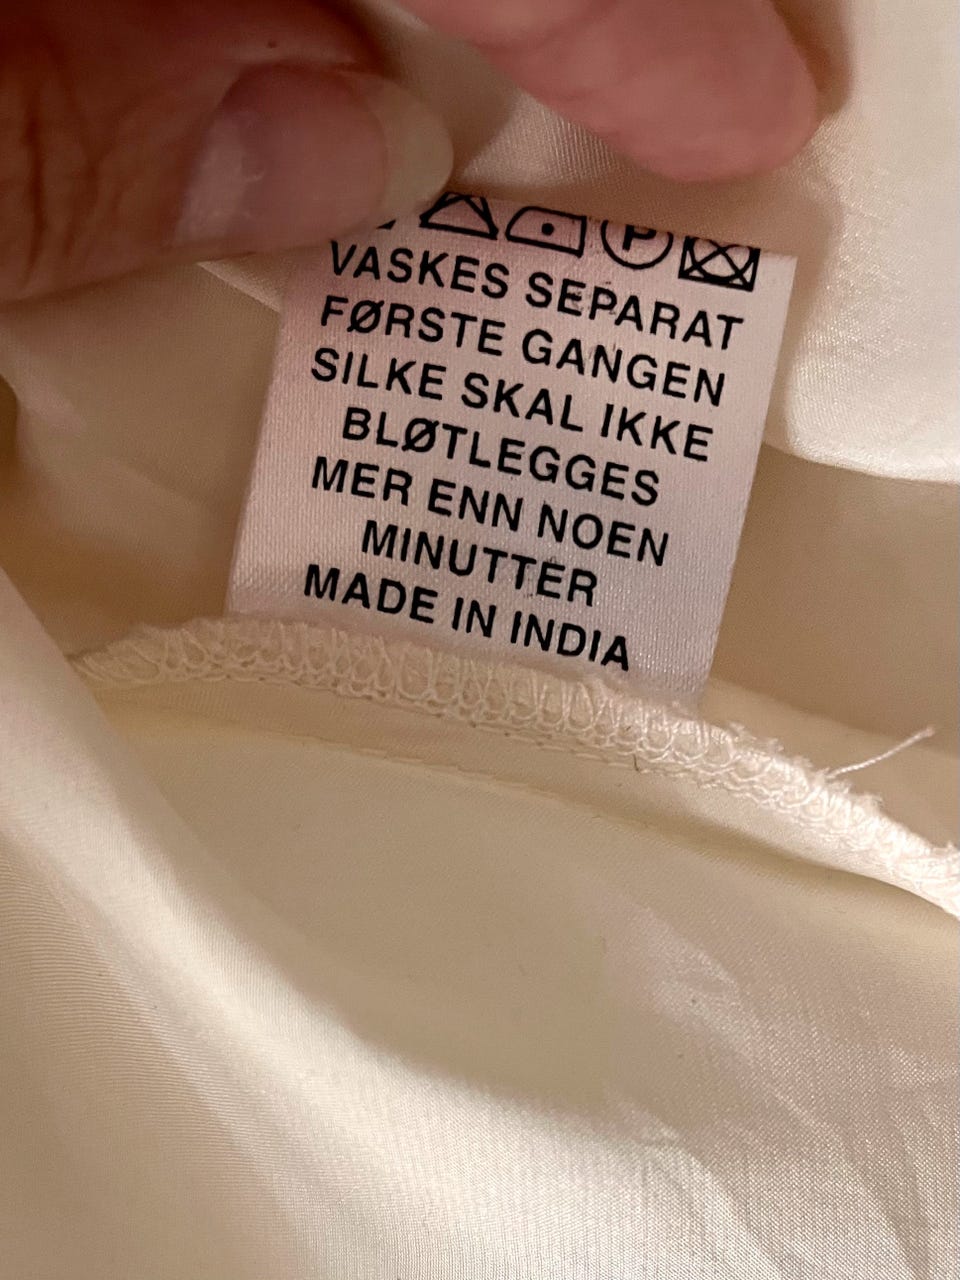 P
VASKES SEPARAT
FØRSTE GANGEN
SILKE SKAL IKKE
BLØTLEGGES
MER ENN NOEN
MINUTTER
MADE IN INDIA